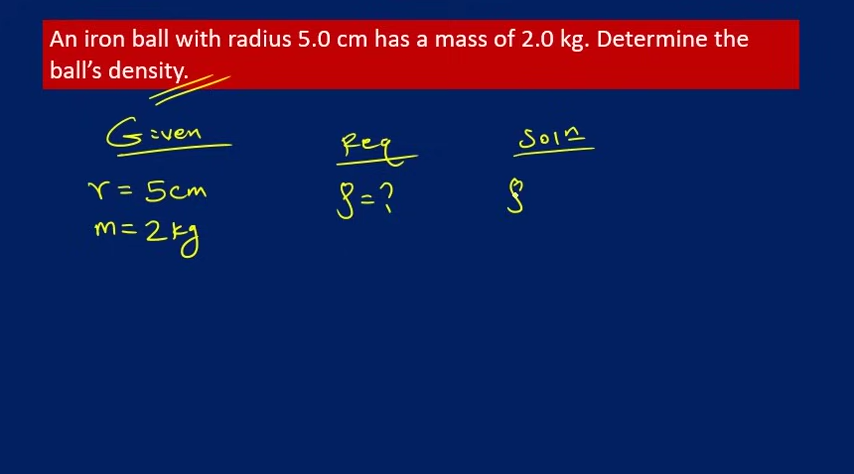 An iron ball with radius 5.0 cm has a mass of 2.0 kg. Determine the
ball's density.
Given
r = 5cm
m = 2kg
Req
ρ = ?
Soln
ρ